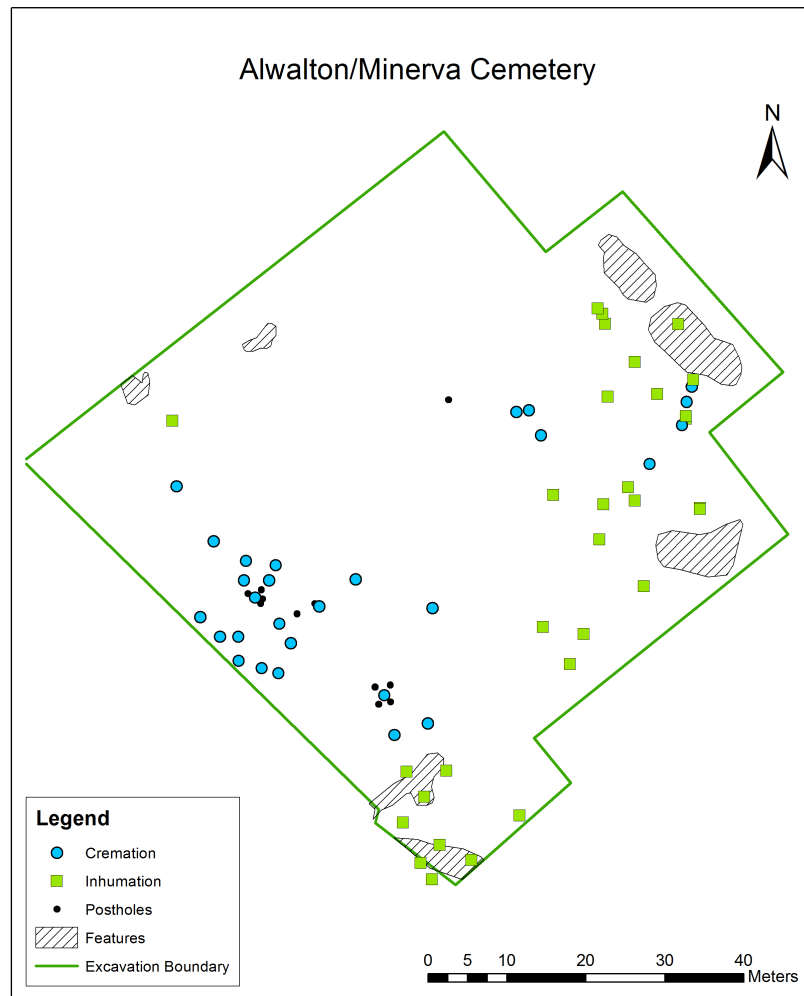 Alwalton/Minerva Cemetery
N
Legend
Cremation
Inhumation
Postholes
Features
Excavation Boundary
0 5 10 20 30 40
Meters